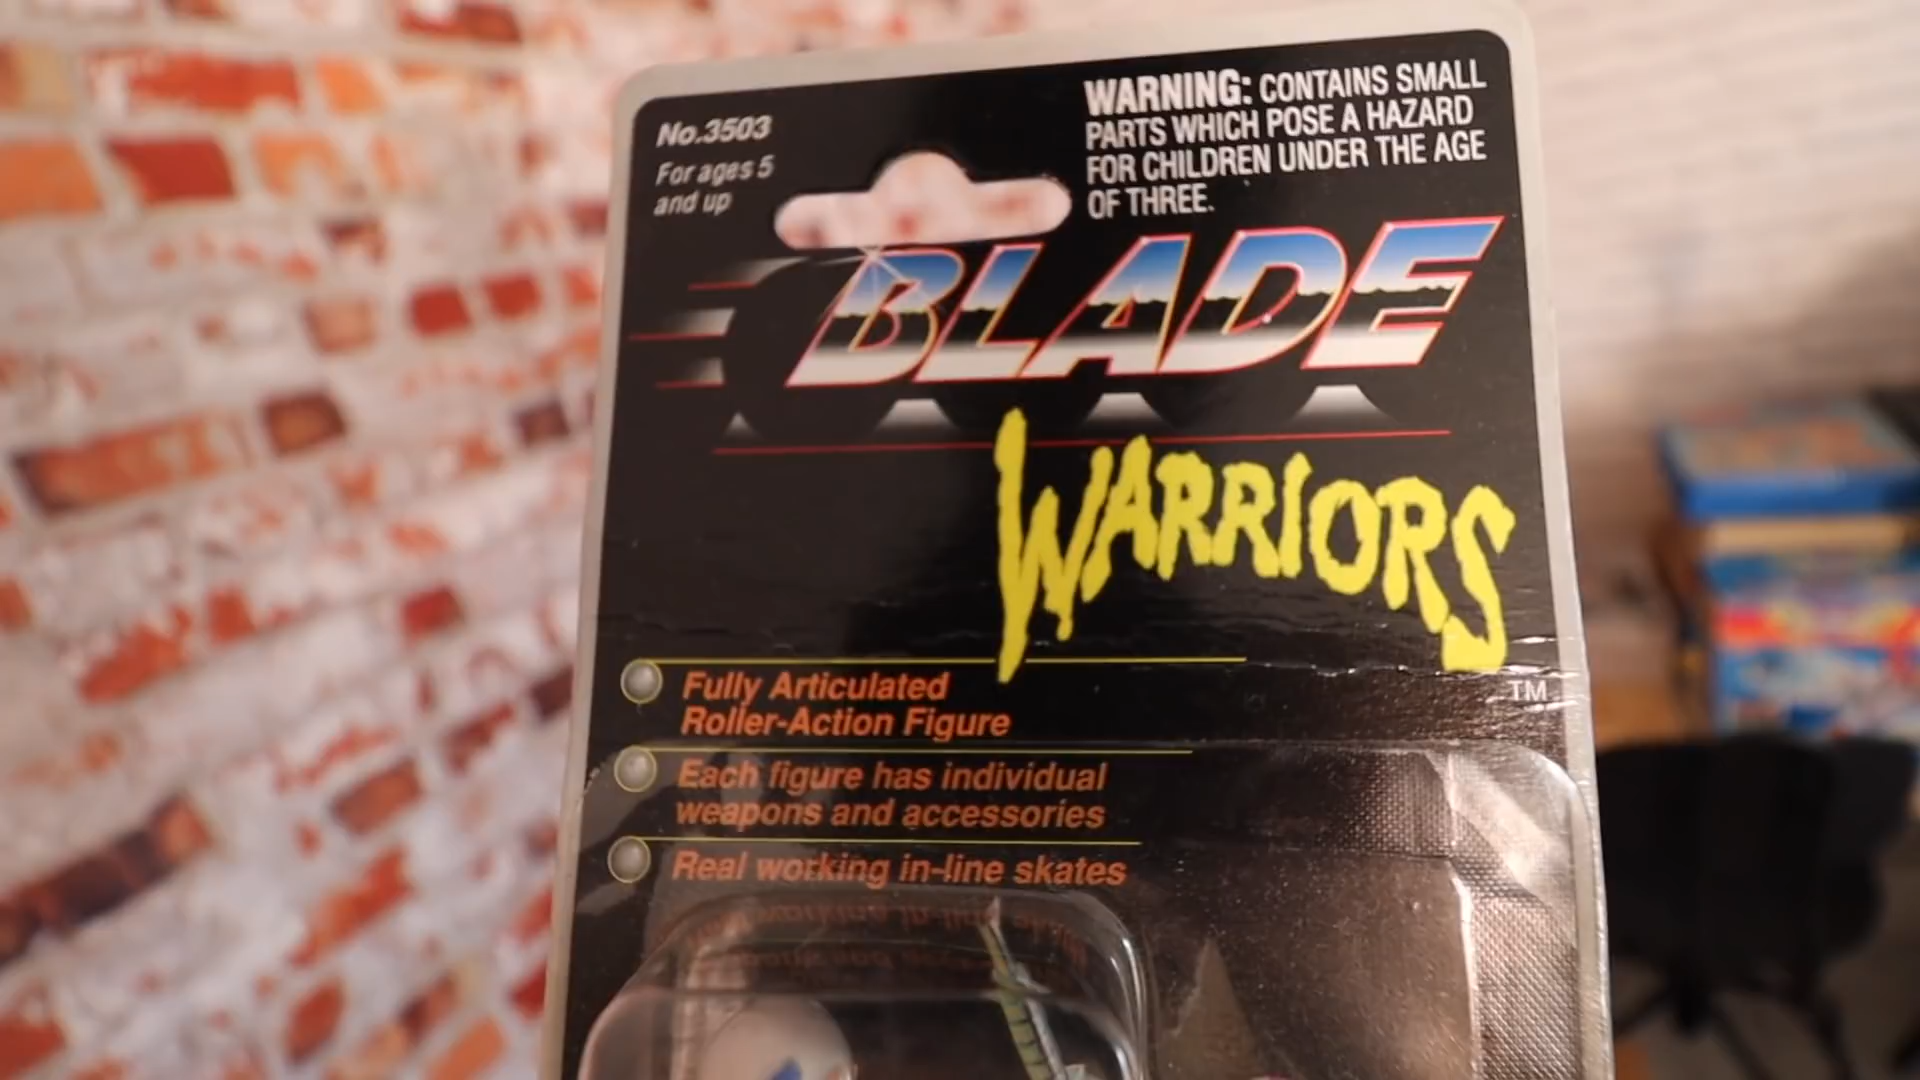 No.3503
For ages 5
and up
WARNING: CONTAINS SMALL
PARTS WHICH POSE A HAZARD
FOR CHILDREN UNDER THE AGE
OF THREE.
BLADE
WARRIORS
TM
Fully Articulated
Roller-Action Figure
Each figure has individual
weapons and accessories
Real working in-line skates